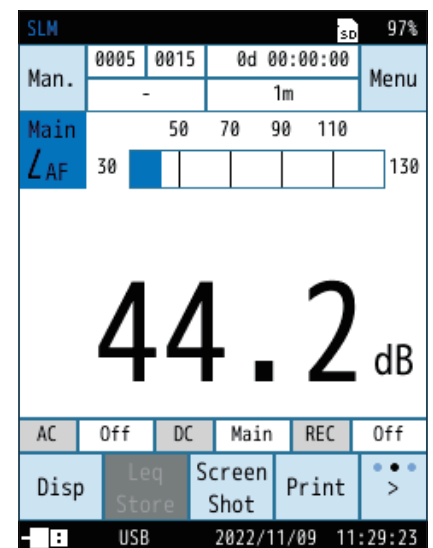 SLM SD 97%
Man. 0005 0015 0d 00:00:00 Menu
- 1m
Main 50 70 90 110
LAF 30 130
44.2 dB
AC Off DC Main REC Off
Disp Leq Store Screen Shot Print >
USB 2022/11/09 11:29:23